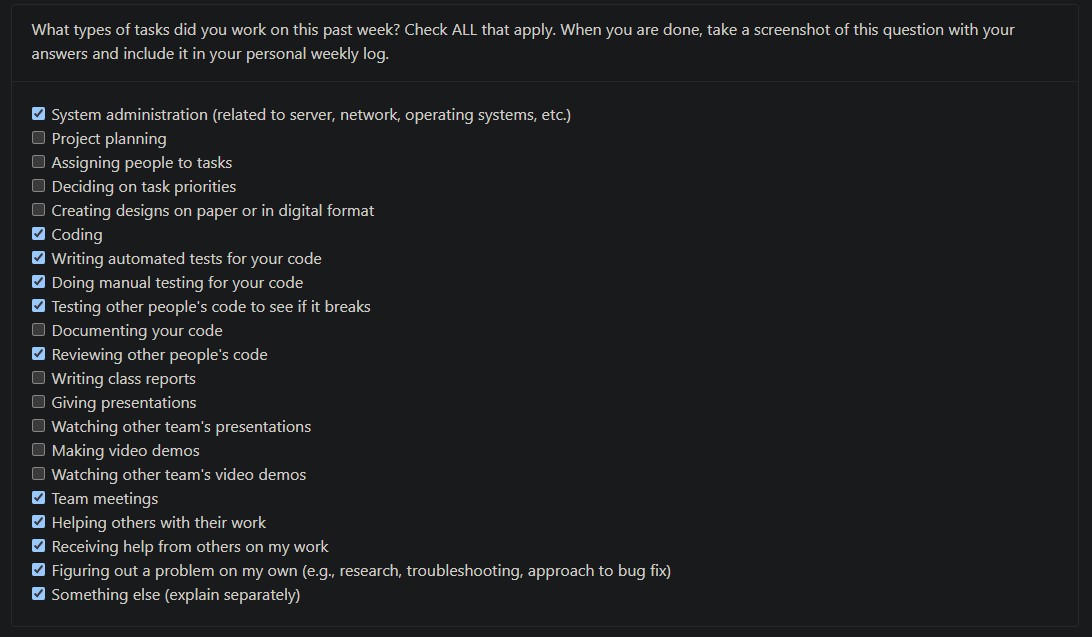 What types of tasks did you work on this past week? Check ALL that apply. When you are done, take a screenshot of this question with your
answers and include it in your personal weekly log.
System administration (related to server, network, operating systems, etc.)
Project planning
Assigning people to tasks
Deciding on task priorities
Creating designs on paper or in digital format
Coding
Writing automated tests for your code
Doing manual testing for your code
Testing other people's code to see if it breaks
Documenting your code
Reviewing other people's code
Writing class reports
Giving presentations
Watching other team's presentations
Making video demos
Watching other team's video demos
Team meetings
Helping others with their work
Receiving help from others on my work
Figuring out a problem on my own (e.g., research, troubleshooting, approach to bug fix)
Something else (explain separately)